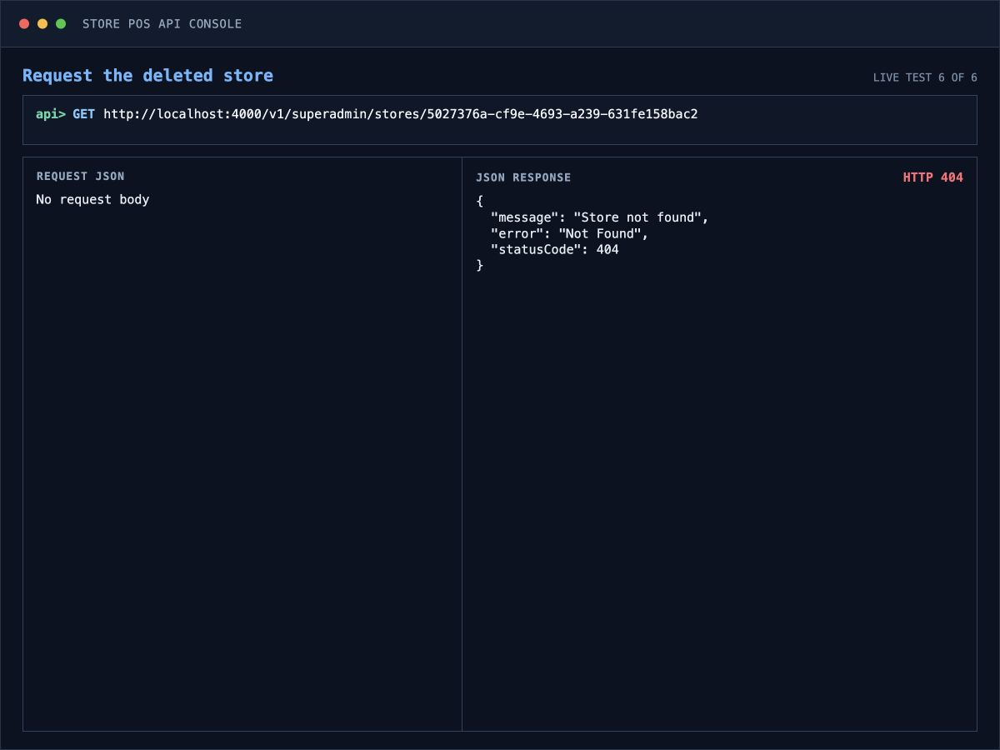 STORE POS API CONSOLE
Request the deleted store
LIVE TEST 6 OF 6
api> GET http://localhost:4000/v1/superadmin/stores/5027376a-cf9e-4693-a239-631fe158bac2
REQUEST JSON
No request body
JSON RESPONSE
HTTP 404
{
  "message": "Store not found",
  "error": "Not Found",
  "statusCode": 404
}